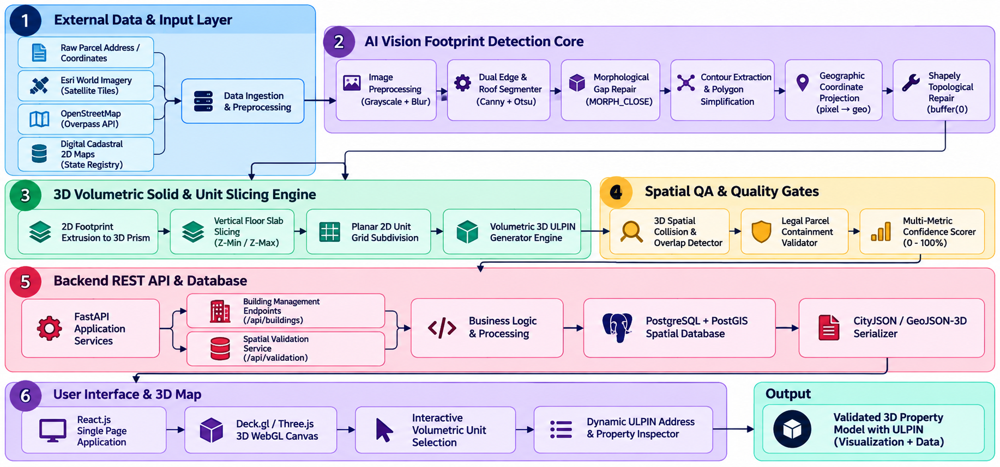 1
External Data & Input Layer
Raw Parcel Address /
Coordinates
Esri World Imagery
(Satellite Tiles)
OpenStreetMap
(Overpass API)
Digital Cadastral
2D Maps
(State Registry)
Data Ingestion
& Preprocessing
2
AI Vision Footprint Detection Core
Image
Preprocessing
(Grayscale + Blur)
Dual Edge &
Roof Segmenter
(Canny + Otsu)
Morphological
Gap Repair
(MORPH_CLOSE)
Contour Extraction
& Polygon
Simplification
Geographic
Coordinate
Projection
(pixel → geo)
Shapely
Topological
Repair
(buffer(0)
3
3D Volumetric Solid & Unit Slicing Engine
2D Footprint
Extrusion to 3D Prism
Vertical Floor Slab
Slicing
(Z-Min / Z-Max)
Planar 2D Unit
Grid Subdivision
Volumetric 3D ULPIN
Generator Engine
4
Spatial QA & Quality Gates
3D Spatial
Collision &
Overlap Detector
Legal Parcel
Containment
Validator
Multi-Metric
Confidence Scorer
(0 - 100%)
5
Backend REST API & Database
FastAPI
Application
Services
Building Management
Endpoints
(/api/buildings)
Spatial Validation
Service
(/api/validation)
</>
Business Logic
& Processing
PostgreSQL + PostGIS
Spatial Database
CityJSON / GeoJSON-3D
Serializer
6
User Interface & 3D Map
React.js
Single Page
Application
Deck.gl / Three.js
3D WebGL Canvas
Interactive
Volumetric Unit
Selection
Dynamic ULPIN Address
& Property Inspector
Output
Validated 3D Property
Model with ULPIN
(Visualization + Data)